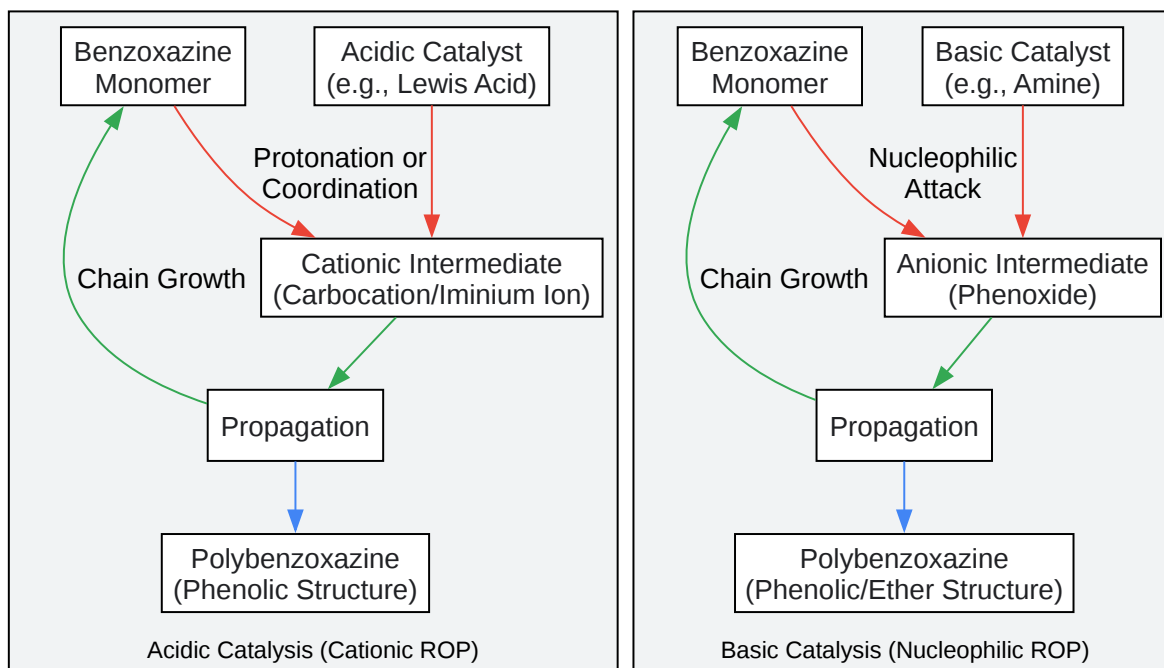 Benzoxazine
Monomer
Acidic Catalyst
(e.g., Lewis Acid)
Protonation or
Coordination
Cationic Intermediate
(Carbocation/Iminium Ion)
Chain Growth
Propagation
Polybenzoxazine
(Phenolic Structure)
Acidic Catalysis (Cationic ROP)
Benzoxazine
Monomer
Basic Catalyst
(e.g., Amine)
Nucleophilic
Attack
Anionic Intermediate
(Phenoxide)
Chain Growth
Propagation
Polybenzoxazine
(Phenolic/Ether Structure)
Basic Catalysis (Nucleophilic ROP)